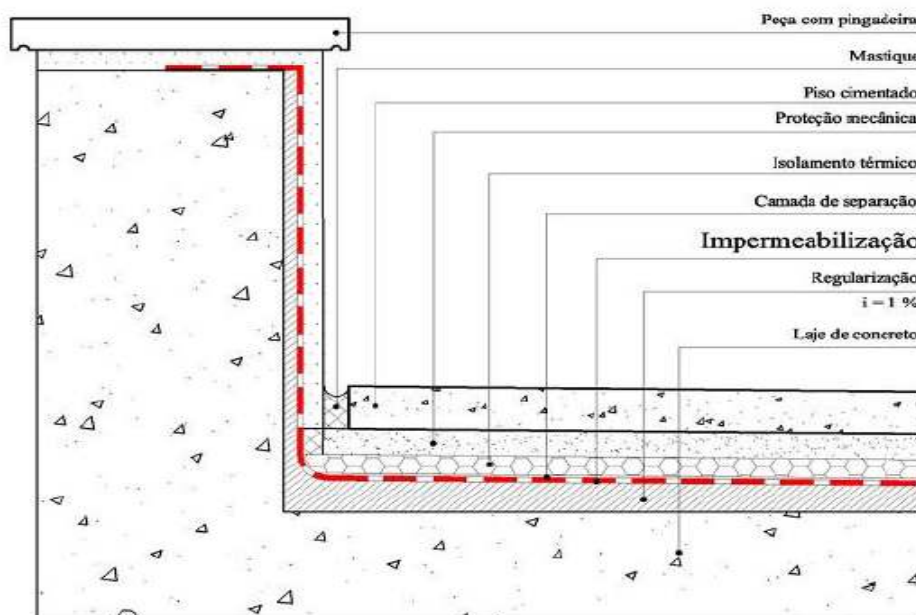 Peça com pingadeira
Mastique
Piso cimentado
Proteção mecânica
Isolamento térmico
Camada de separação
Impermeabilização
Regularização
i = 1 %
Laje de concreto